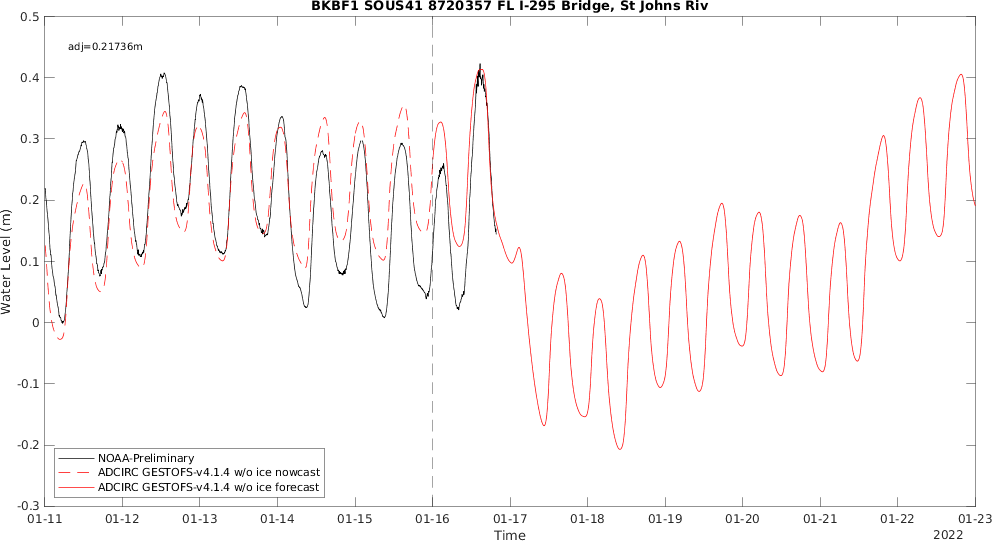 BKBF1 SOUS41 8720357 FL I-295 Bridge, St Johns Riv
adj=0.21736m
0.5
0.4
0.3
0.2
0.1
0
-0.1
-0.2
-0.3
Water Level (m)
NOAA-Preliminary
ADCIRC GESTOFS-v4.1.4 w/o ice nowcast
ADCIRC GESTOFS-v4.1.4 w/o ice forecast
01-11 01-12 01-13 01-14 01-15 01-16 01-17 01-18 01-19 01-20 01-21 01-22 01-23
Time
2022